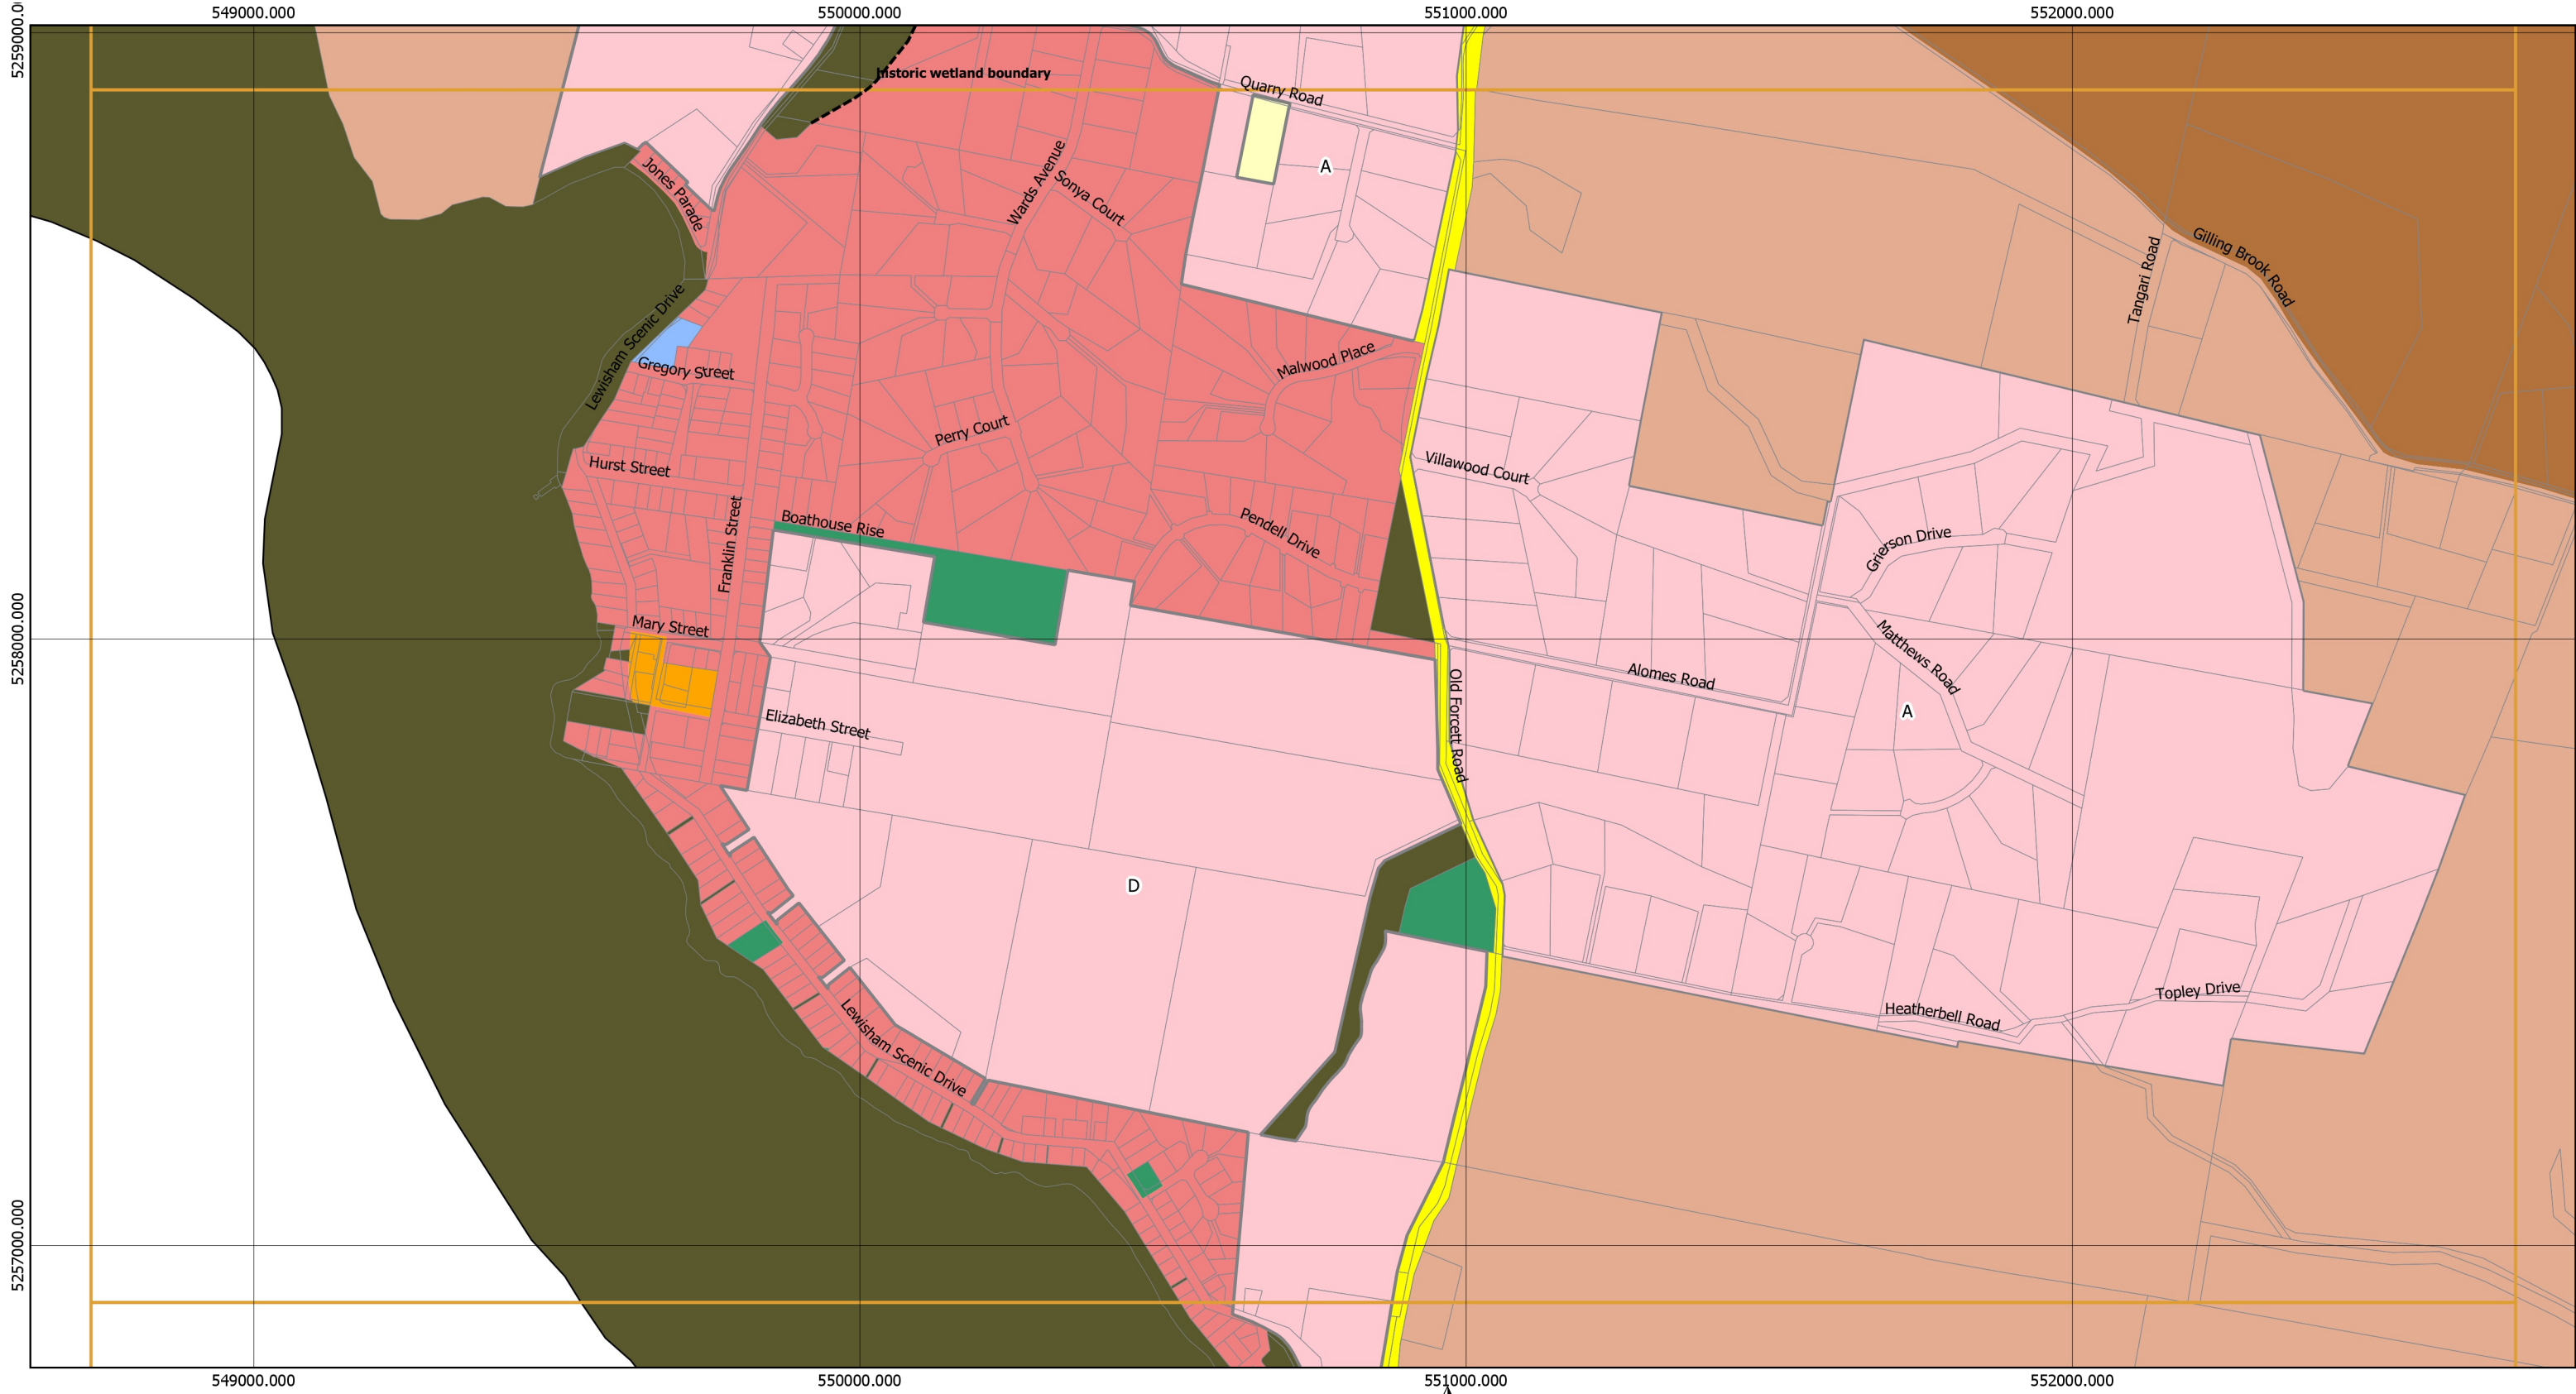 549000.000
550000.000
551000.000
552000.000
5259000.0
Historic wetland boundary
Quarry Road
A
Jones Parade
Wards Avenue
Sonya Court
Gilling Brook Road
Tangari Road
Lewisham Scenic Drive
Gregory Street
Malwood Place
Perry Court
Hurst Street
Villawood Court
Franklin Street
Boathouse Rise
Pendell Drive
Grierson Drive
5258000.000
Mary Street
Matthews Road
Alomes Road
Old Forcett Road
A
Elizabeth Street
D
Lewisham Scenic Drive
Topley Drive
Heatherbell Road
5257000.000
549000.000
550000.000
551000.000
552000.000